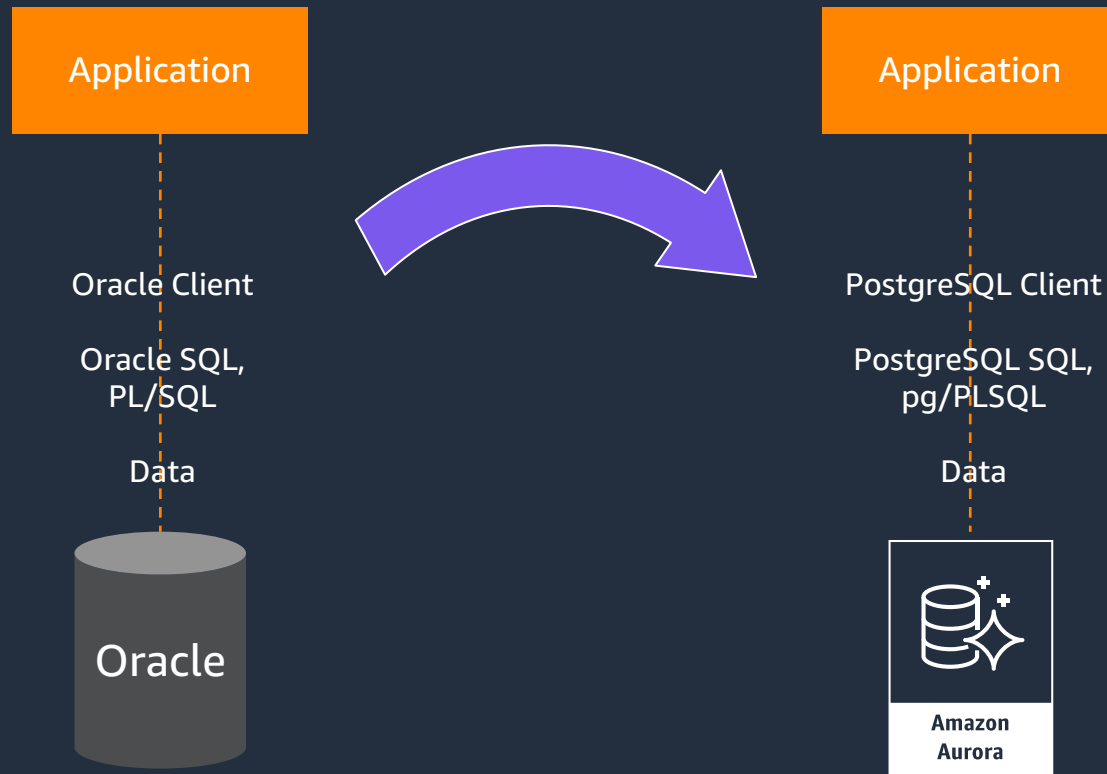 Application
Oracle Client
Oracle SQL,
PL/SQL
Data
Oracle
Application
PostgreSQL Client
PostgreSQL SQL,
pg/PLSQL
Data
Amazon
Aurora